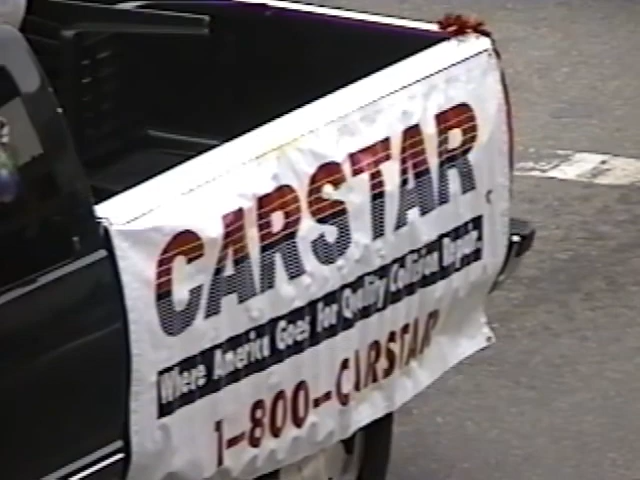 CARSTAR
Where America Goes for Quality Collision Repair.
1-800-CARSTAR